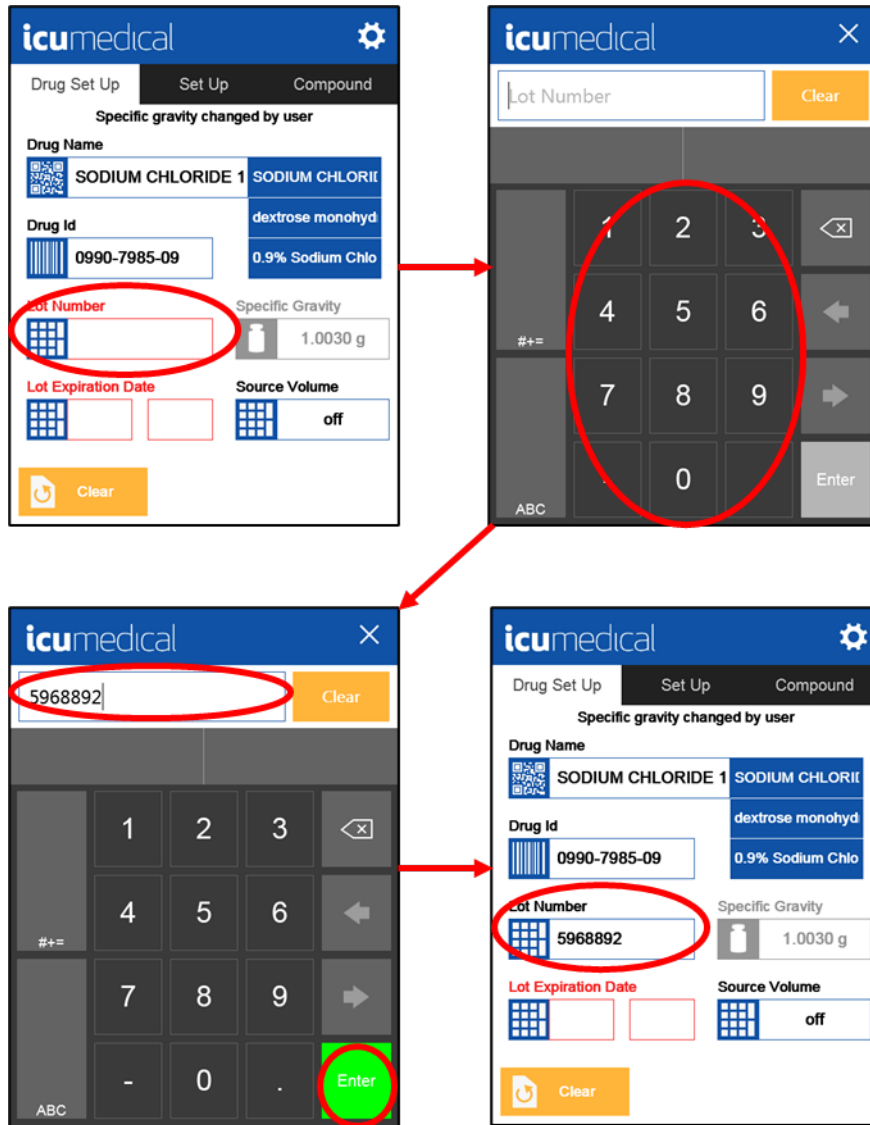 icumedical
Drug Set Up Set Up Compound
Specific gravity changed by user
Drug Name
SODIUM CHLORIDE 1 SODIUM CHLORI
dextrose monohyd
Drug Id
0990-7985-09 0.9% Sodium Chlo
Lot Number Specific Gravity
1.0030 g
Lot Expiration Date Source Volume
off
Clear
icumedical
Lot Number Clear
1 2 3
4 5 6
#+=
7 8 9
- 0 Enter
ABC
icumedical
5968892 Clear
1 2 3
4 5 6
#+=
7 8 9
- 0 . Enter
ABC
icumedical
Drug Set Up Set Up Compound
Specific gravity changed by user
Drug Name
SODIUM CHLORIDE 1 SODIUM CHLORI
dextrose monohyd
Drug Id
0990-7985-09 0.9% Sodium Chlo
Lot Number Specific Gravity
5968892 1.0030 g
Lot Expiration Date Source Volume
off
Clear